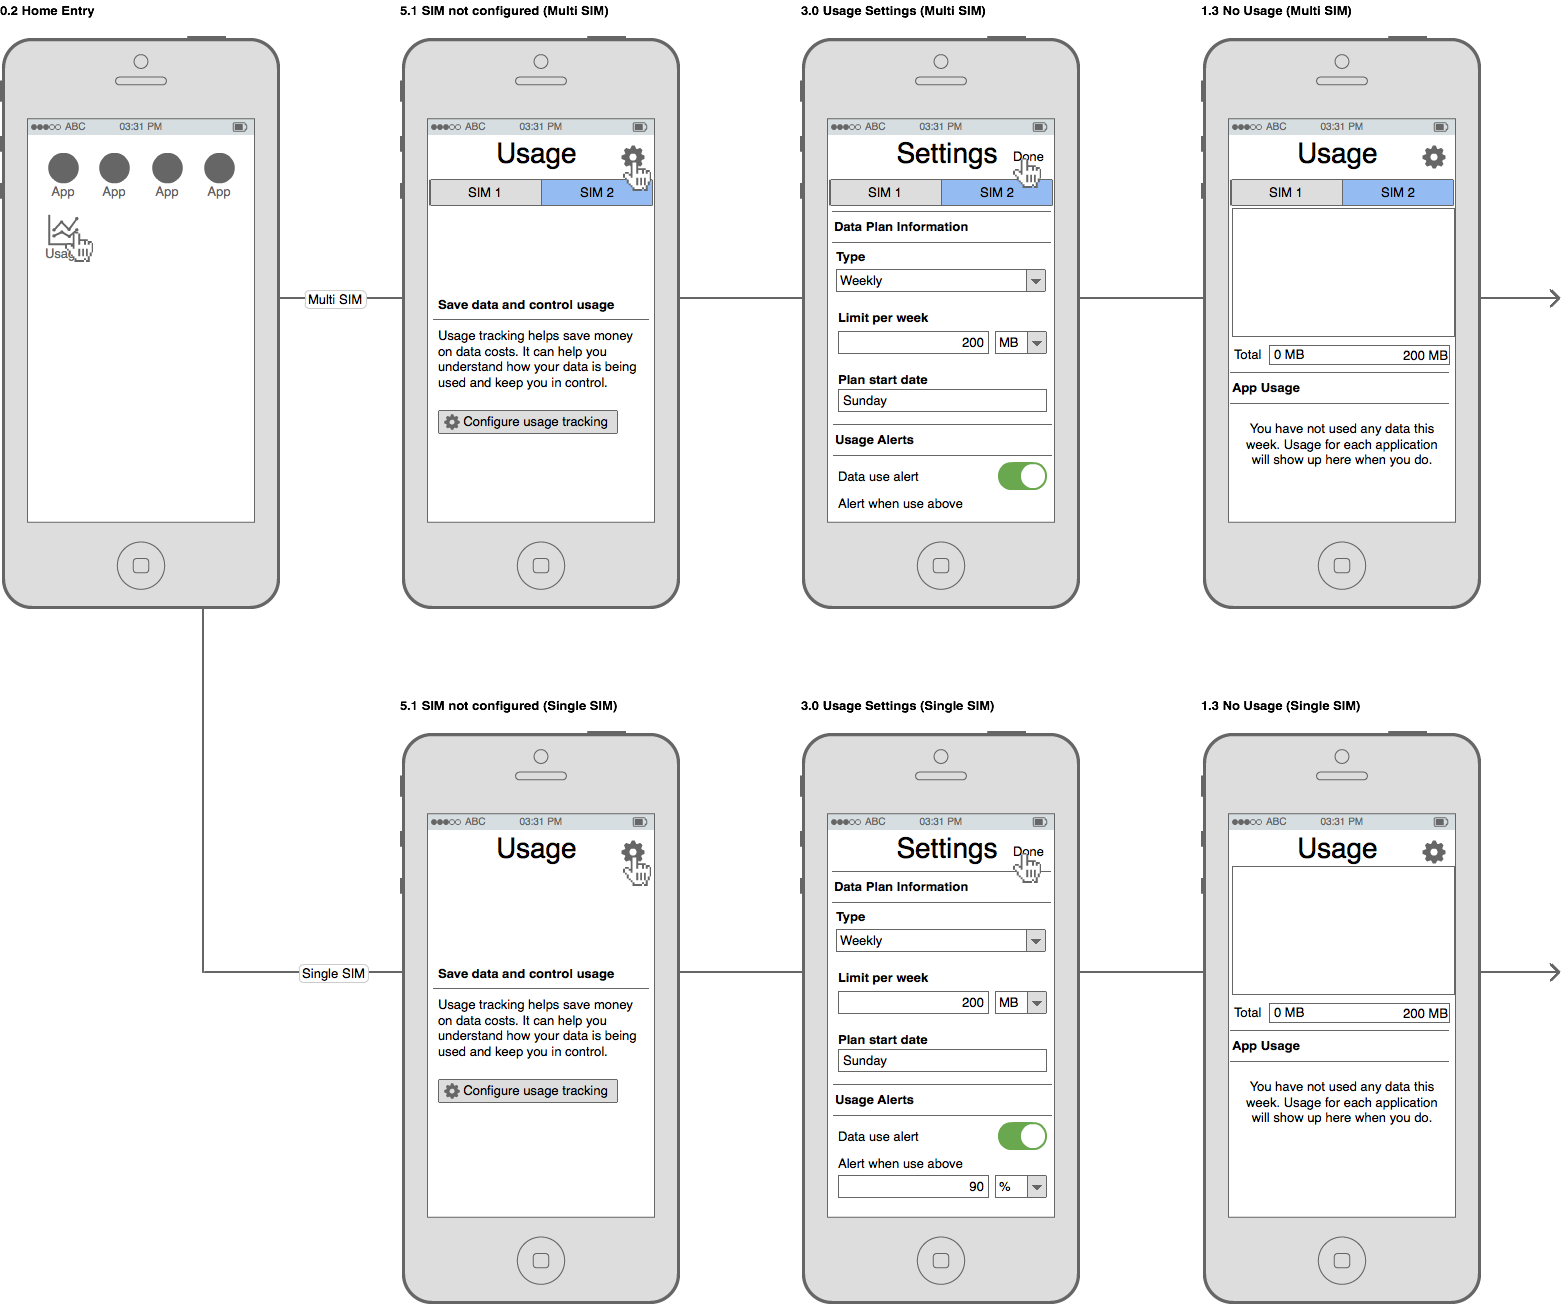 0.2 Home Entry
5.1 SIM not configured (Multi SIM)
3.0 Usage Settings (Multi SIM)
1.3 No Usage (Multi SIM)
ABC 03:31 PM
App App App App
Multi SIM
ABC 03:31 PM
Usage
SIM 1 SIM 2
Save data and control usage
Usage tracking helps save money
on data costs. It can help you
understand how your data is being
used and keep you in control.
Configure usage tracking
ABC 03:31 PM
Settings Done
SIM 1 SIM 2
Data Plan Information
Type
Weekly
Limit per week
200 MB
Plan start date
Sunday
Usage Alerts
Data use alert
Alert when use above
ABC 03:31 PM
Usage
SIM 1 SIM 2
Total 0 MB 200 MB
App Usage
You have not used any data this
week. Usage for each application
will show up here when you do.
5.1 SIM not configured (Single SIM)
3.0 Usage Settings (Single SIM)
1.3 No Usage (Single SIM)
Single SIM
ABC 03:31 PM
Usage
Save data and control usage
Usage tracking helps save money
on data costs. It can help you
understand how your data is being
used and keep you in control.
Configure usage tracking
ABC 03:31 PM
Settings Done
Data Plan Information
Type
Weekly
Limit per week
200 MB
Plan start date
Sunday
Usage Alerts
Data use alert
Alert when use above
90 %
ABC 03:31 PM
Usage
Total 0 MB 200 MB
App Usage
You have not used any data this
week. Usage for each application
will show up here when you do.